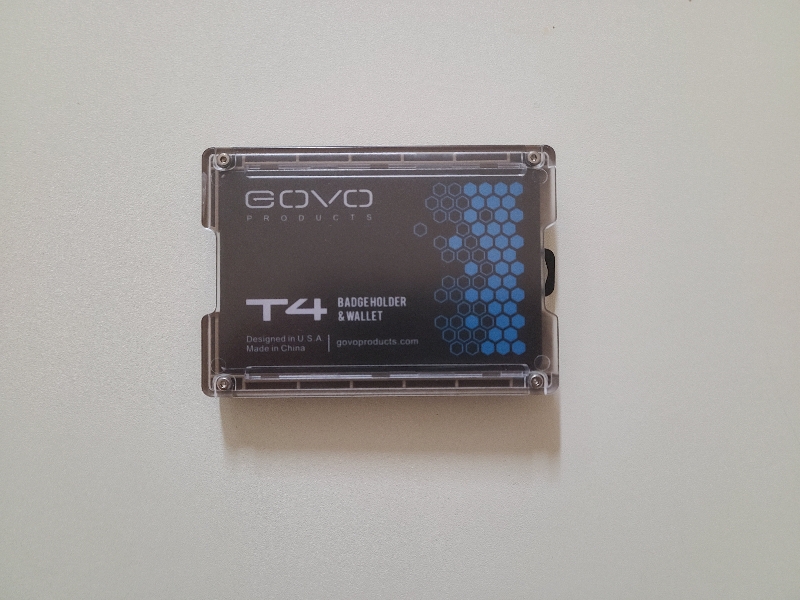 GOVO
PRODUCTS
T4 BADGEHOLDER
& WALLET
Designed in U.S.A.
Made in China
govoproducts.com